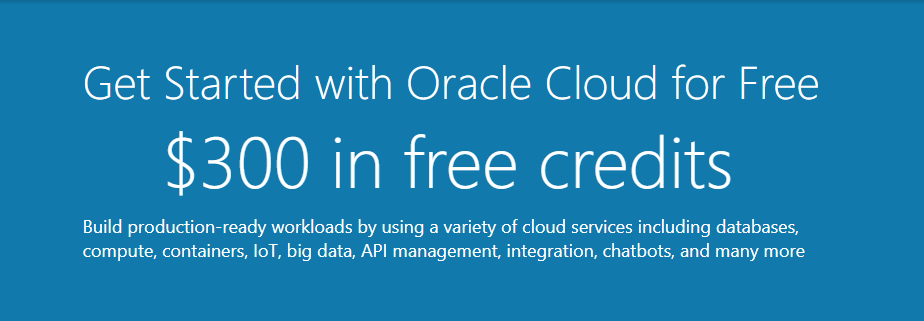 Get Started with Oracle Cloud for Free
$300 in free credits
Build production-ready workloads by using a variety of cloud services including databases,
compute, containers, IoT, big data, API management, integration, chatbots, and many more